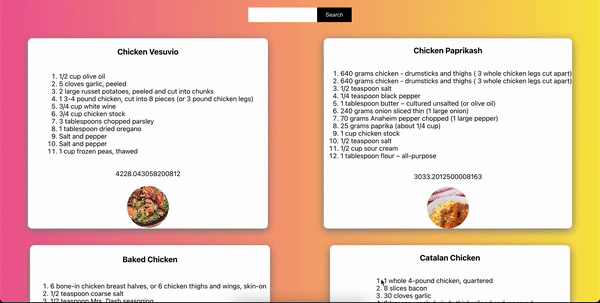 Search
Chicken Vesuvio
1. 1/2 cup olive oil
2. 5 cloves garlic, peeled
3. 2 large russet potatoes, peeled and cut into chunks
4. 1 3-4 pound chicken, cut into 8 pieces (or 3 pound chicken legs)
5. 3/4 cup white wine
6. 3/4 cup chicken stock
7. 3 tablespoons chopped parsley
8. 1 tablespoon dried oregano
9. Salt and pepper
10. Salt and pepper
11. 1 cup frozen peas, thawed
4228.043058200812
Chicken Paprikash
1. 640 grams chicken - drumsticks and thighs ( 3 whole chicken legs cut apart)
2. 640 grams chicken - drumsticks and thighs ( 3 whole chicken legs cut apart)
3. 1/2 teaspoon salt
4. 1/4 teaspoon black pepper
5. 1 tablespoon butter – cultured unsalted (or olive oil)
6. 240 grams onion sliced thin (1 large onion)
7. 70 grams Anaheim pepper chopped (1 large pepper)
8. 25 grams paprika (about 1/4 cup)
9. 1 cup chicken stock
10. 1/2 teaspoon salt
11. 1/2 cup sour cream
12. 1 tablespoon flour – all-purpose
3033.2012500008163
Baked Chicken
1. 6 bone-in chicken breast halves, or 6 chicken thighs and wings, skin-on
2. 1/2 teaspoon coarse salt
3. 1/2 teaspoon Mrs. Dash seasoning
Catalan Chicken
1. 1 whole 4-pound chicken, quartered
2. 8 slices bacon
3. 30 cloves garlic